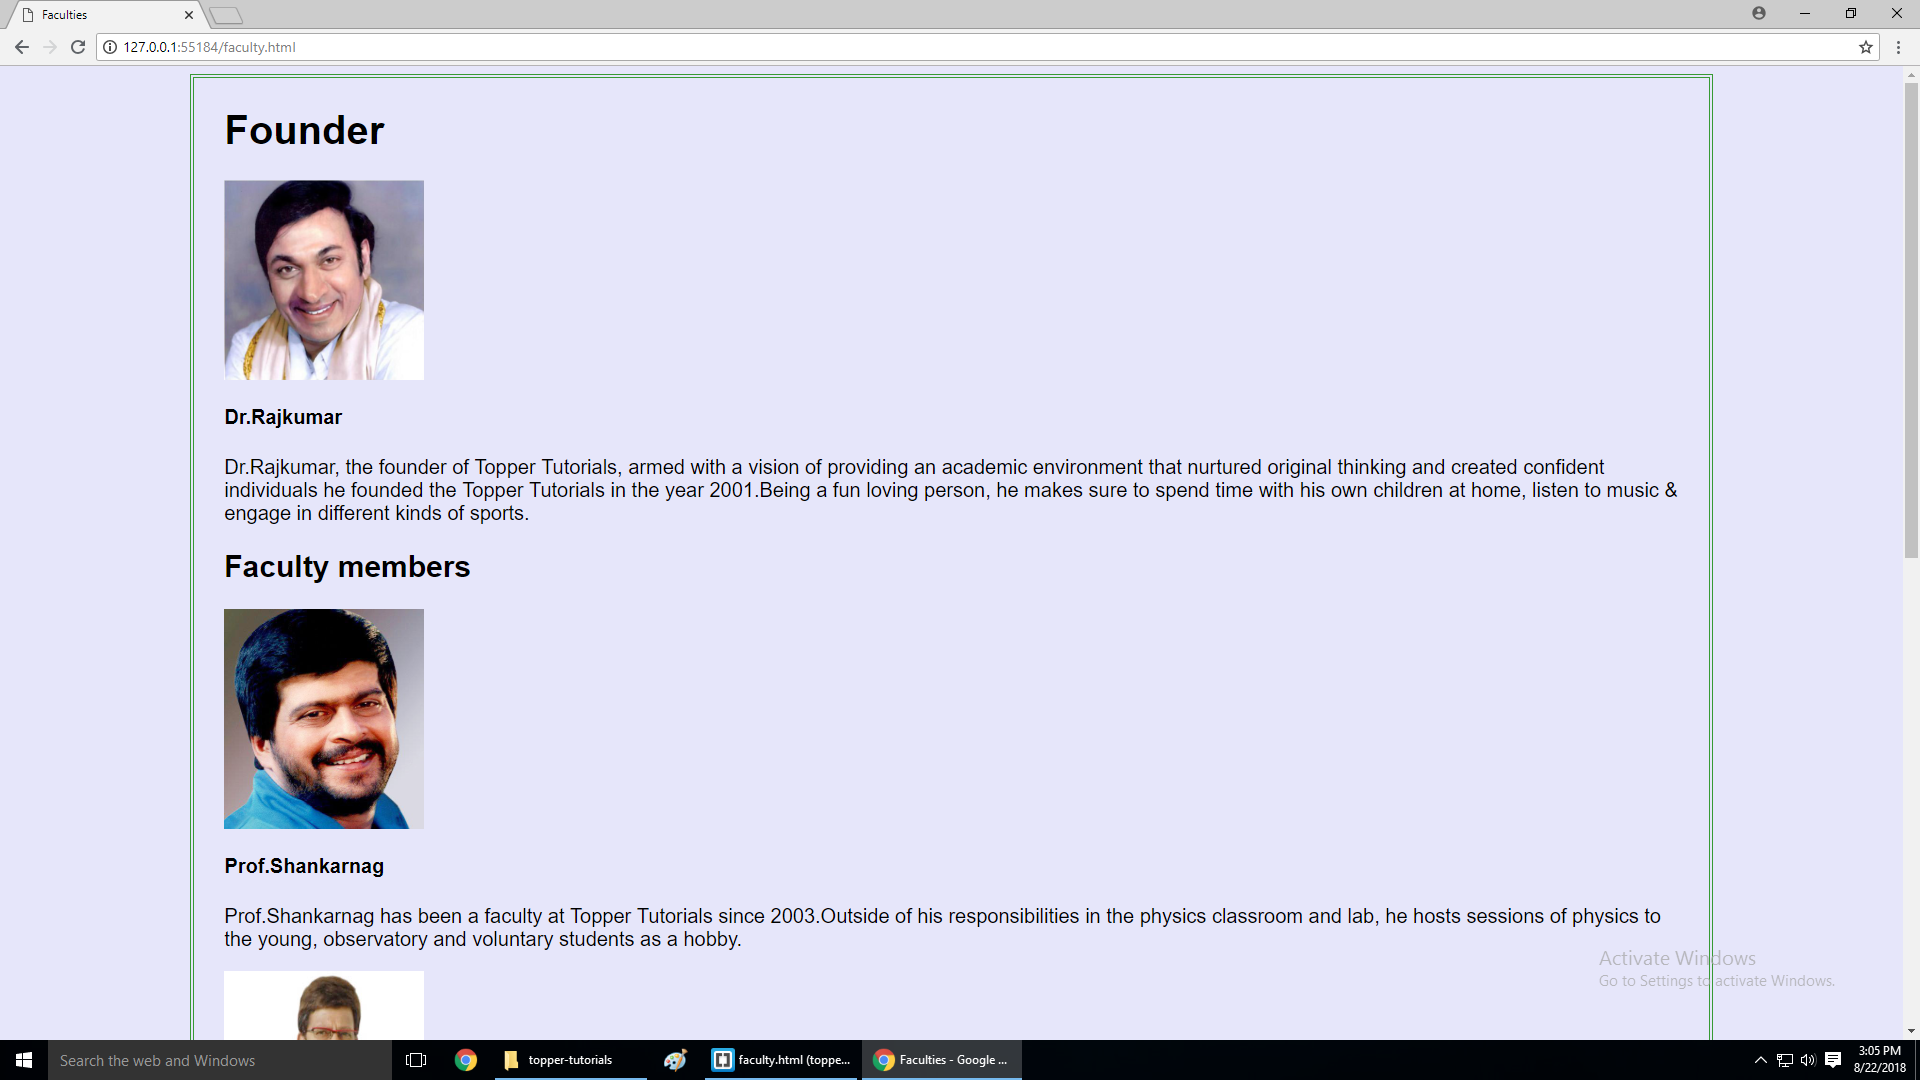 Faculties
127.0.0.1:55184/faculty.html
Founder
Dr.Rajkumar
Dr.Rajkumar, the founder of Topper Tutorials, armed with a vision of providing an academic environment that nurtured original thinking and created confident
individuals he founded the Topper Tutorials in the year 2001.Being a fun loving person, he makes sure to spend time with his own children at home, listen to music &
engage in different kinds of sports.
Faculty members
Prof.Shankarnag
Prof.Shankarnag has been a faculty at Topper Tutorials since 2003.Outside of his responsibilities in the physics classroom and lab, he hosts sessions of physics to
the young, observatory and voluntary students as a hobby.
Activate Windows
Go to Settings to activate Windows.
Search the web and Windows
topper-tutorials
faculty.html (toppe...
Faculties - Google ...
3:05 PM
8/22/2018